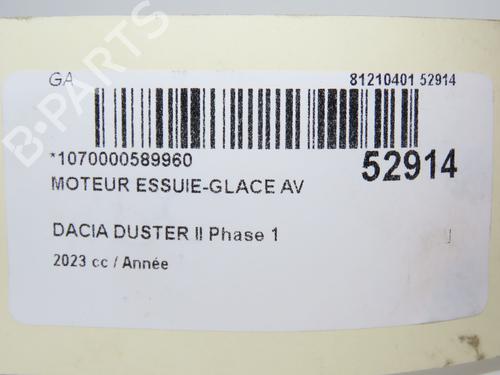 GA 81210401 52914
*1070000589960 52914
MOTEUR ESSUIE-GLACE AV
DACIA DUSTER II Phase 1
2023 cc / Année
B-PARTS